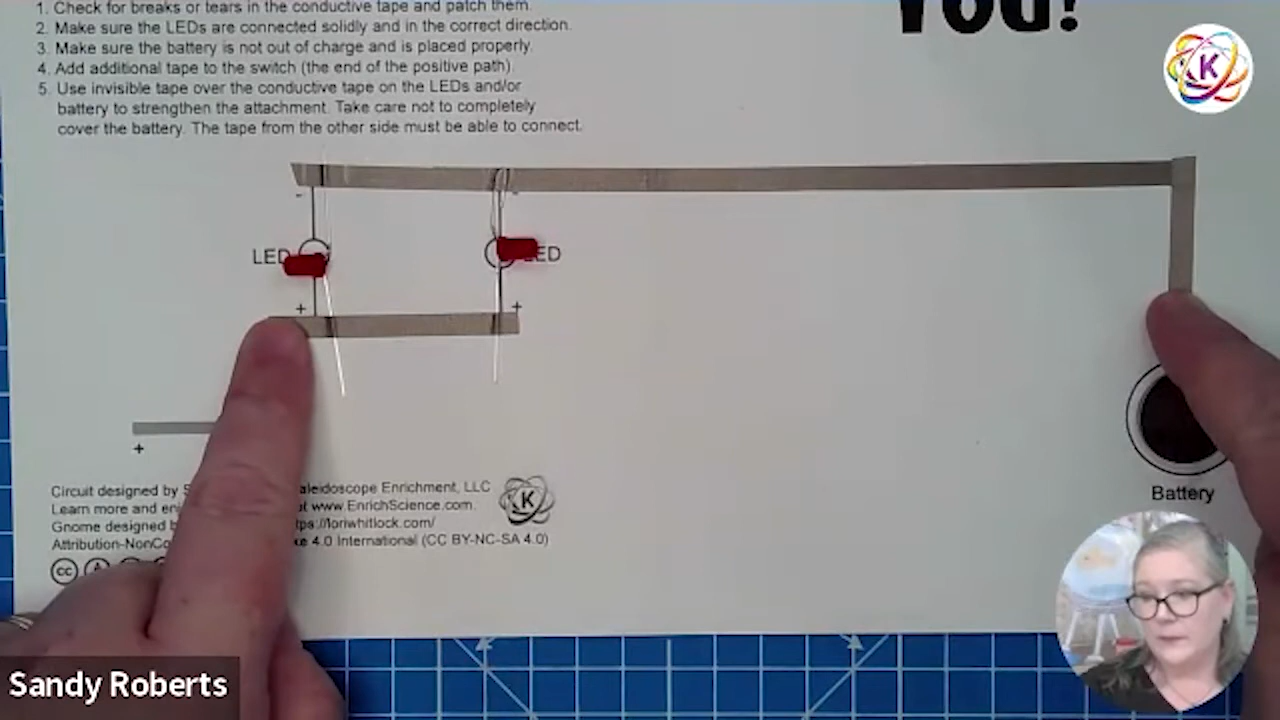 You!
K
1. Check for breaks or tears in the conductive tape and patch them.
2. Make sure the LEDs are connected solidly and in the correct direction.
3. Make sure the battery is not out of charge and is placed properly.
4. Add additional tape to the switch (the end of the positive path).
5. Use invisible tape over the conductive tape on the LEDs and/or
battery to strengthen the attachment. Take care not to completely
cover the battery. The tape from the other side must be able to connect.
- -
LED LED
+ +
+
Battery
Circuit designed by Kaleidoscope Enrichment, LLC
Learn more and at www.EnrichScience.com.
Gnome designed
Attribution-NonCo 4.0 International (CC BY-NC-SA 4.0)
K
cc
Sandy Roberts